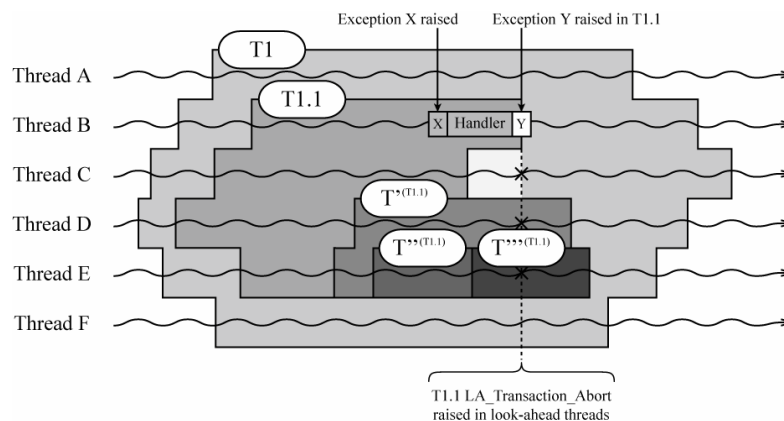 Exception X raised
Exception Y raised in T1.1
T1
Thread A
T1.1
Thread B
X
Handler
Y
Thread C
T'(T1.1)
Thread D
T''(T1.1)
T'''(T1.1)
Thread E
Thread F
T1.1 LA_Transaction_Abort
raised in look-ahead threads